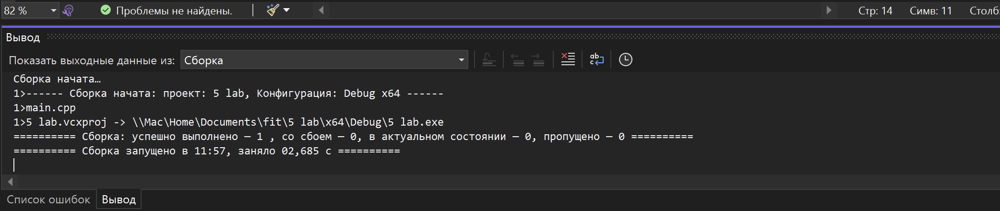 82 %
Проблемы не найдены.
Стр: 14
Симв: 11
Столб:
Вывод
Показать выходные данные из: Сборка
Сборка начата…
1>------ Сборка начата: проект: 5 lab, Конфигурация: Debug x64 ------
1>main.cpp
1>5 lab.vcxproj -> \\Mac\Home\Documents\fit\5 lab\x64\Debug\5 lab.exe
========== Сборка: успешно выполнено — 1 , со сбоем — 0, в актуальном состоянии — 0, пропущено — 0 ==========
========== Сборка запущено в 11:57, заняло 02,685 с ==========
Список ошибок
Вывод